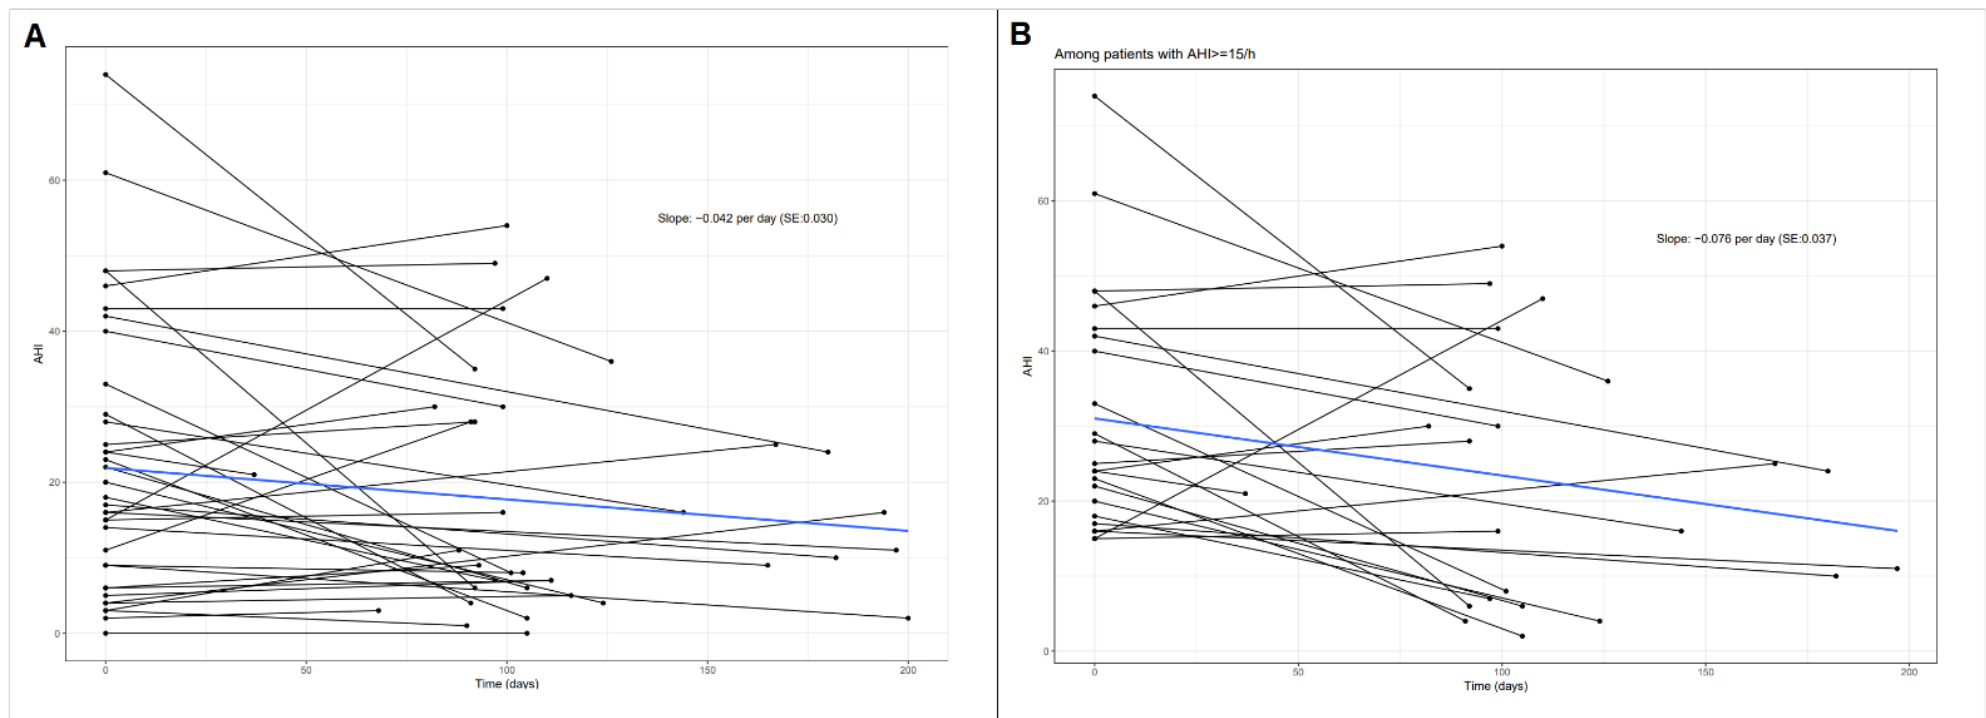 A
60
40
20
0
AHI
Slope: −0.042 per day (SE:0.030)
0
50
100
150
200
Time (days)
B
Among patients with AHI>=15/h
60
40
20
0
AHI
Slope: −0.076 per day (SE:0.037)
0
50
100
150
200
Time (days)